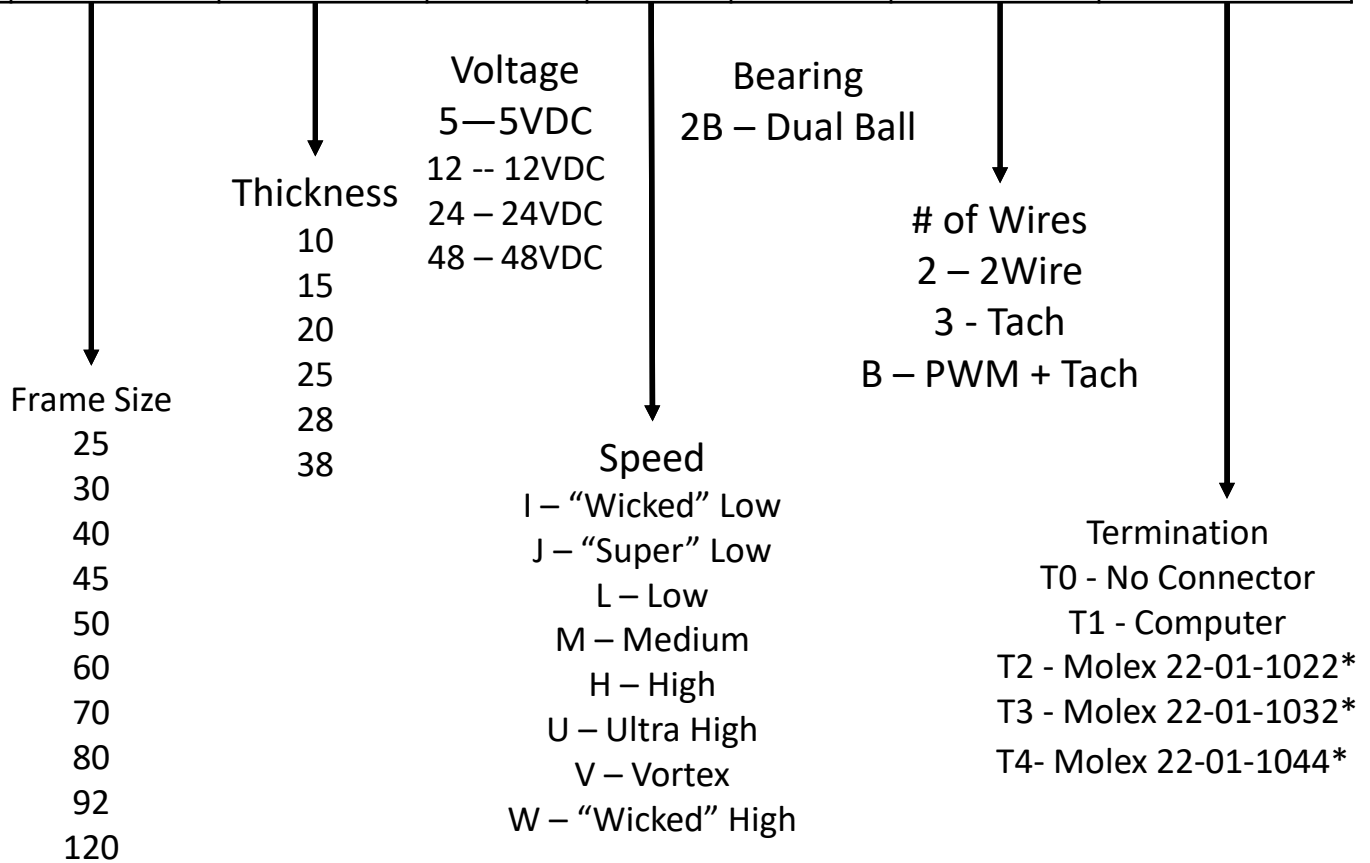 Frame Size
25
30
40
45
50
60
70
80
92
120
Thickness
10
15
20
25
28
38
Voltage
5—5VDC
12 -- 12VDC
24 – 24VDC
48 – 48VDC
Speed
I – “Wicked” Low
J – “Super” Low
L – Low
M – Medium
H – High
U – Ultra High
V – Vortex
W – “Wicked” High
Bearing
2B – Dual Ball
# of Wires
2 – 2Wire
3 - Tach
B – PWM + Tach
Termination
T0 - No Connector
T1 - Computer
T2 - Molex 22-01-1022*
T3 - Molex 22-01-1032*
T4- Molex 22-01-1044*